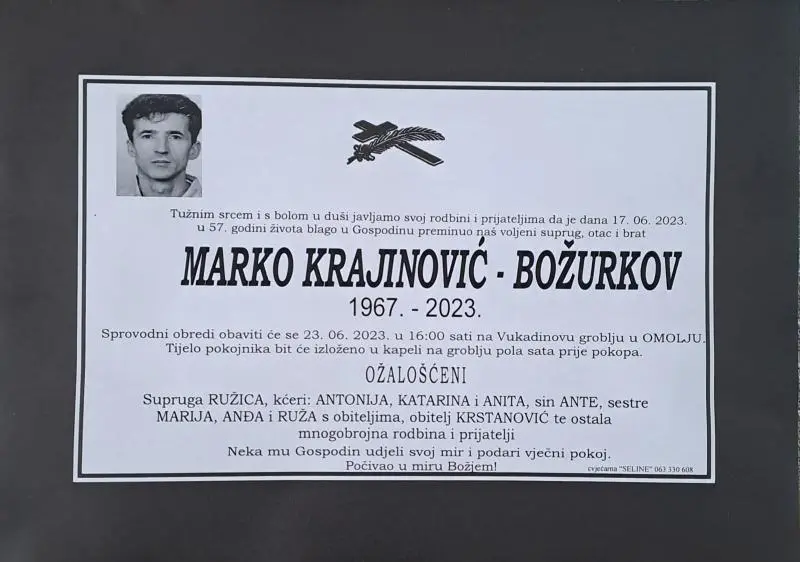 Tužnim srcem i s bolom u duši javljamo svoj rodbini i prijateljima da je dana 17. 06. 2023.
u 57. godini života blago u Gospodinu preminuo naš voljeni suprug, otac i brat
MARKO KRAJINOVIĆ - BOŽURKOV
1967. - 2023.
Sprovodni obredi obaviti će se 23. 06. 2023. u 16:00 sati na Vukadinovu groblju u OMOLJU.
Tijelo pokojnika bit će izloženo u kapeli na groblju pola sata prije pokopa.
OŽALOŠĆENI
Supruga RUŽICA, kćeri: ANTONIJA, KATARINA i ANITA, sin ANTE, sestre
MARIJA, ANĐA i RUŽA s obiteljima, obitelj KRSTANOVIĆ te ostala
mnogobrojna rodbina i prijatelji
Neka mu Gospodin udjeli svoj mir i podari vječni pokoj.
Počivao u miru Božjem!
cvjećarna "SELINE" 063 330 608